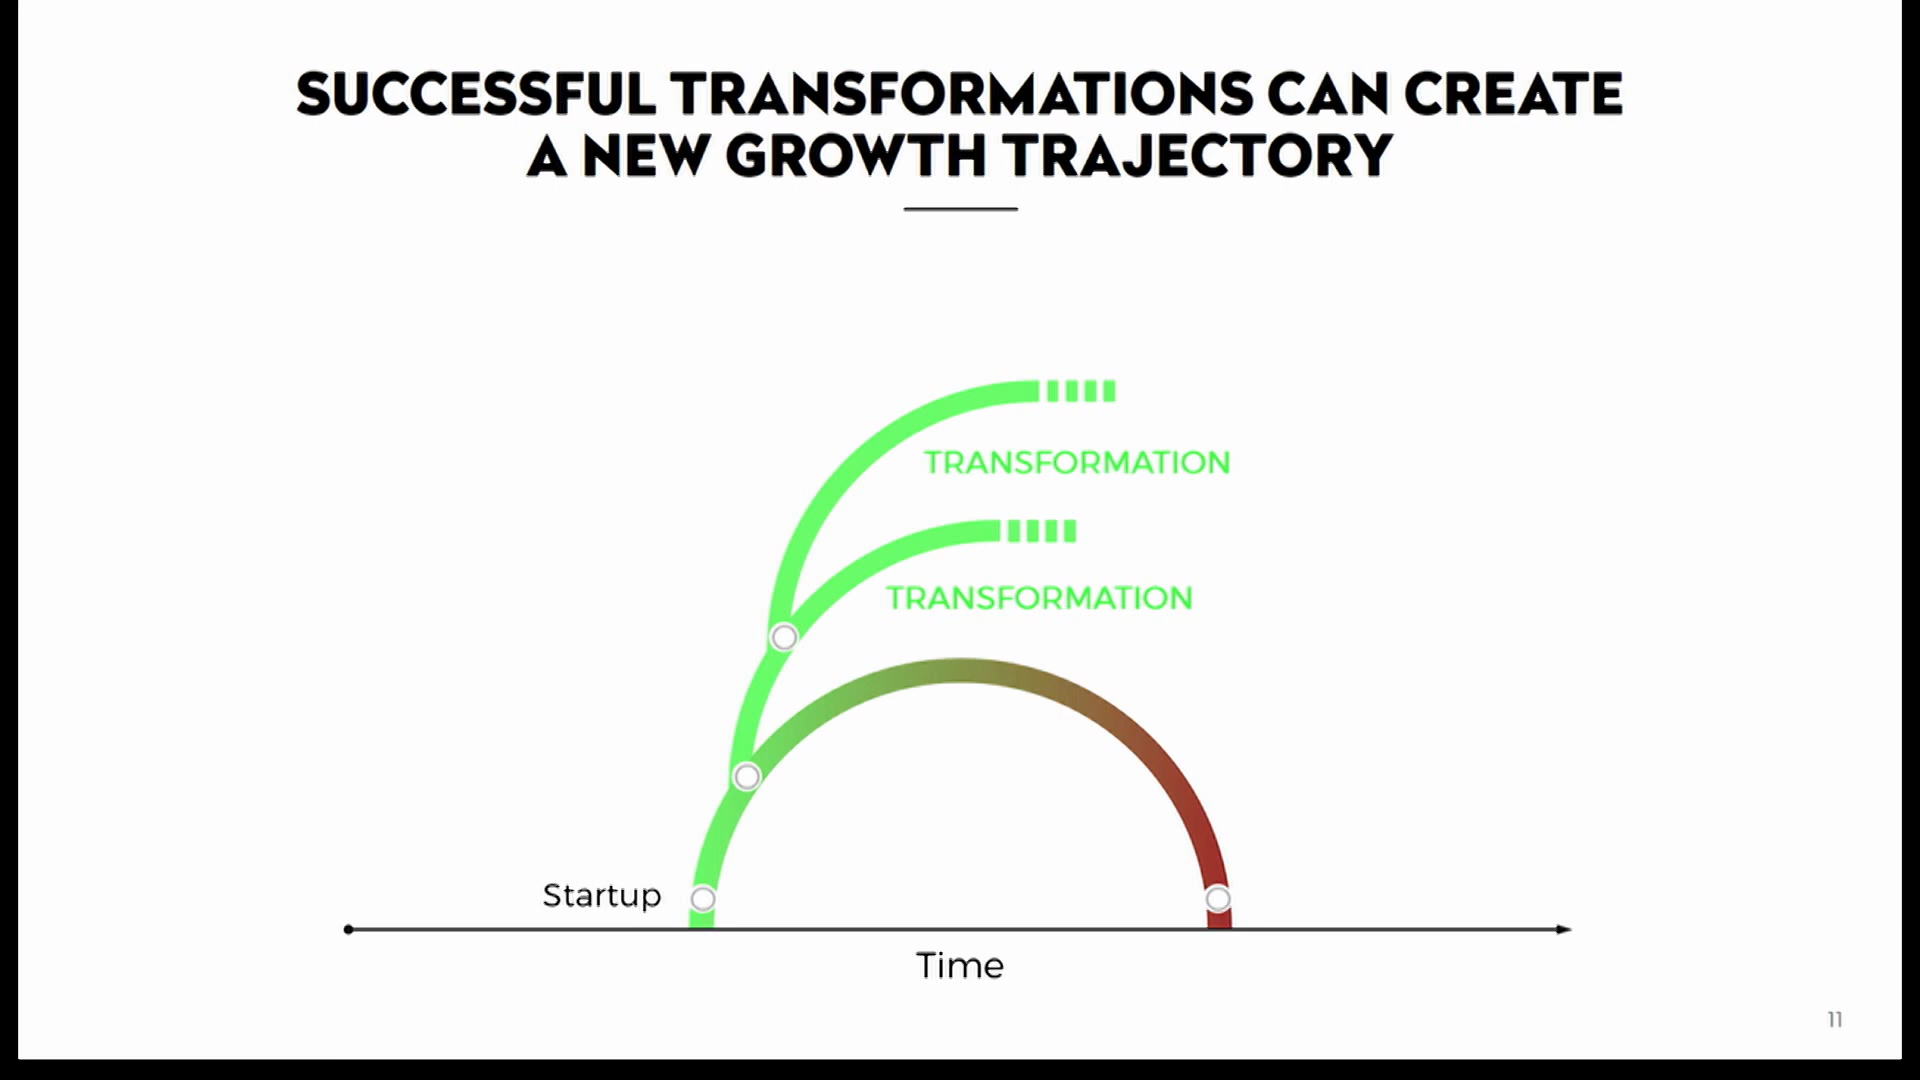 SUCCESSFUL TRANSFORMATIONS CAN CREATE
A NEW GROWTH TRAJECTORY
TRANSFORMATION
TRANSFORMATION
Startup
Time
11